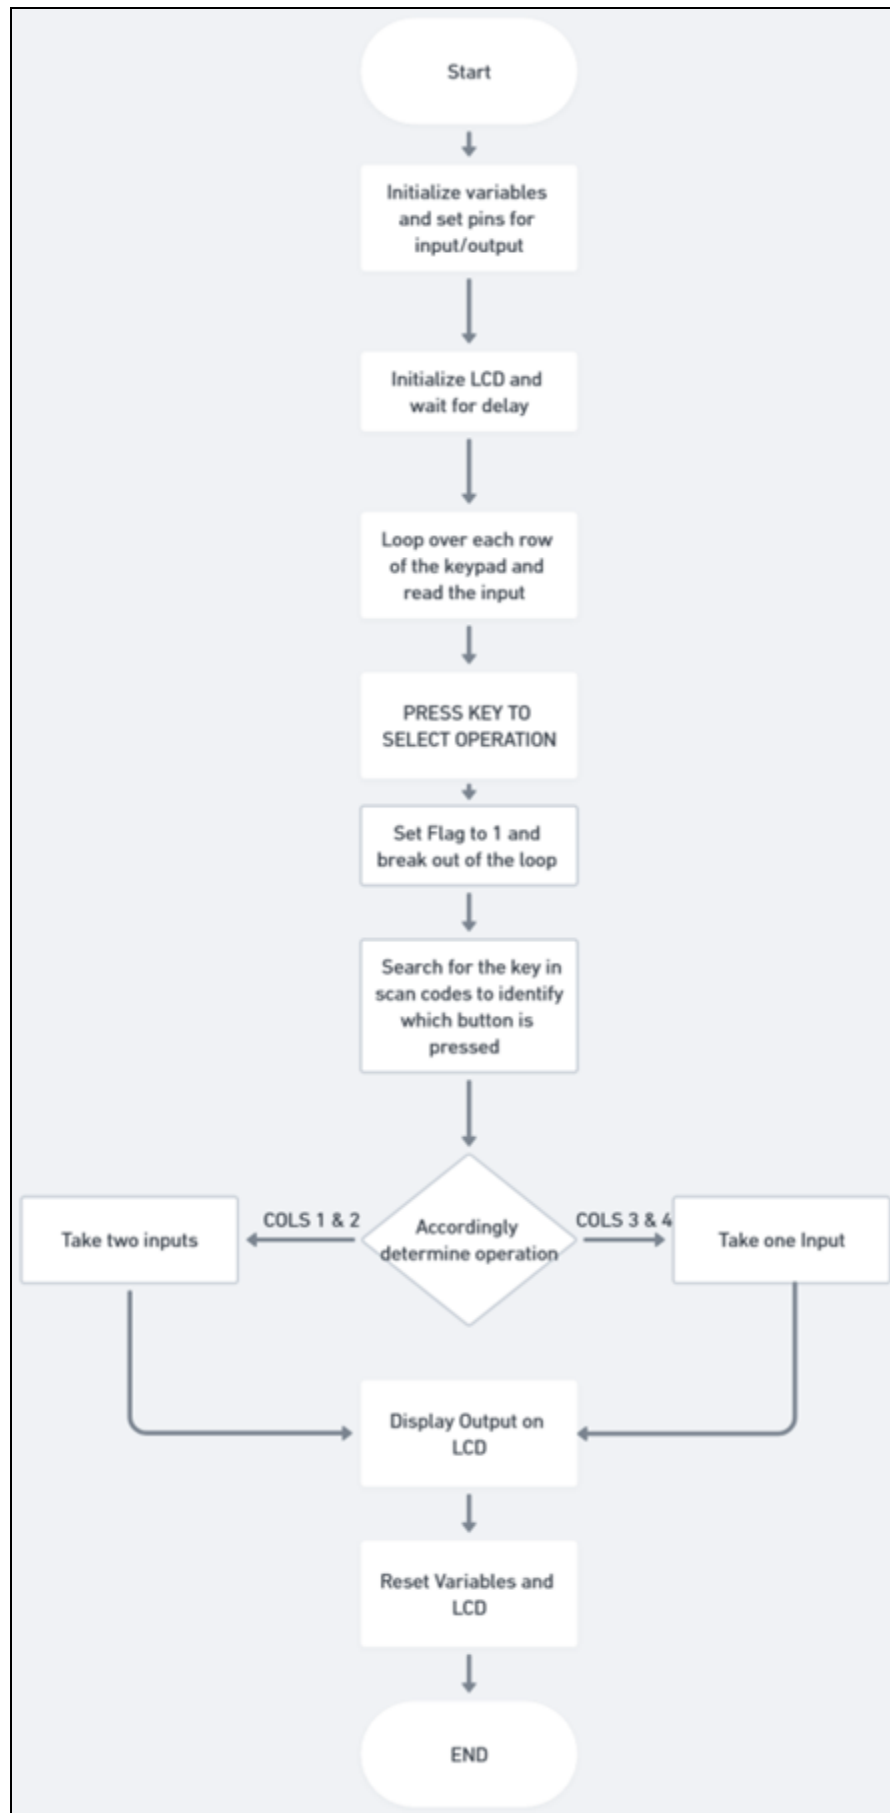 Start
Initialize variables
and set pins for
input/output
Initialize LCD and
wait for delay
Loop over each row
of the keypad and
read the input
PRESS KEY TO
SELECT OPERATION
Set Flag to 1 and
break out of the loop
Search for the key in
scan codes to identify
which button is
pressed
COLS 1 & 2
COLS 3 & 4
Take two inputs
Accordingly
determine operation
Take one Input
Display Output on
LCD
Reset Variables and
LCD
END